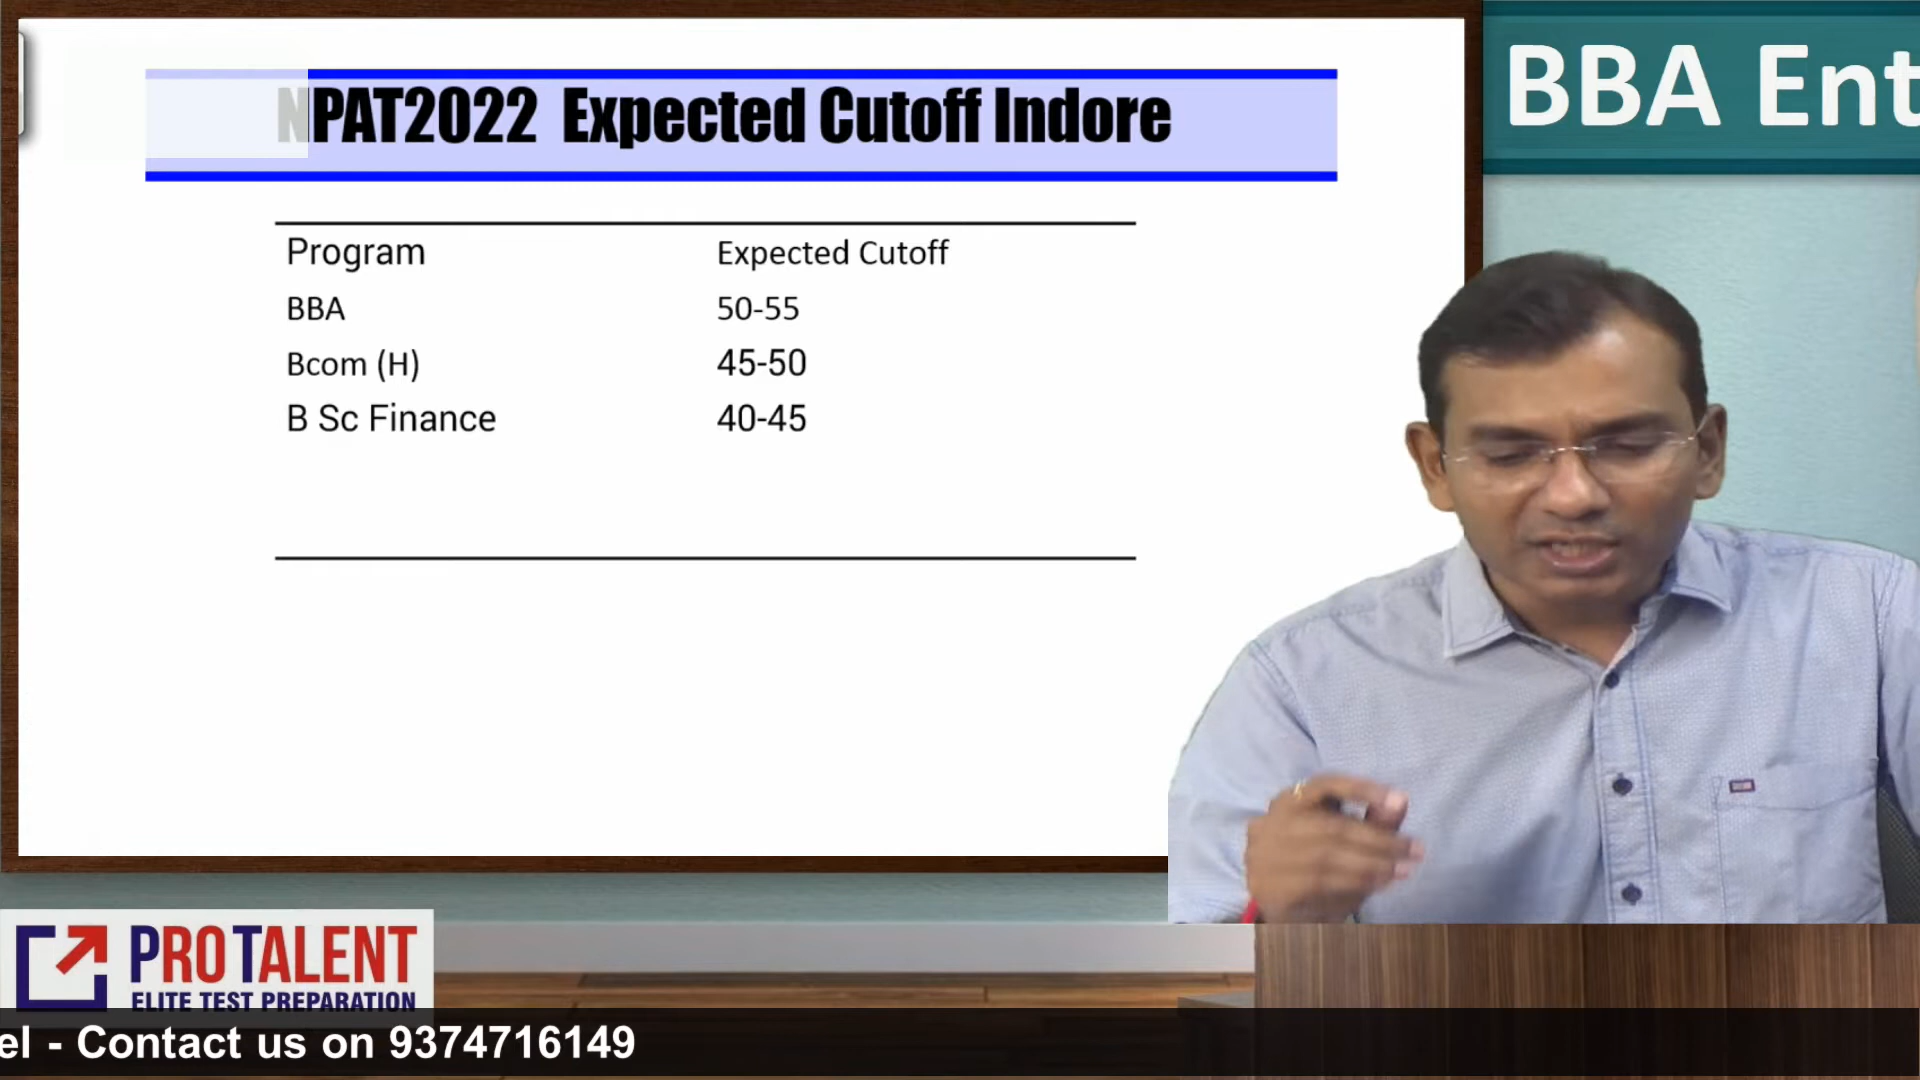 NPAT2022 Expected Cutoff Indore
BBA Ent
Program Expected Cutoff
BBA 50-55
Bcom (H) 45-50
B Sc Finance 40-45
PROTALENT
ELITE TEST PREPARATION
el - Contact us on 9374716149